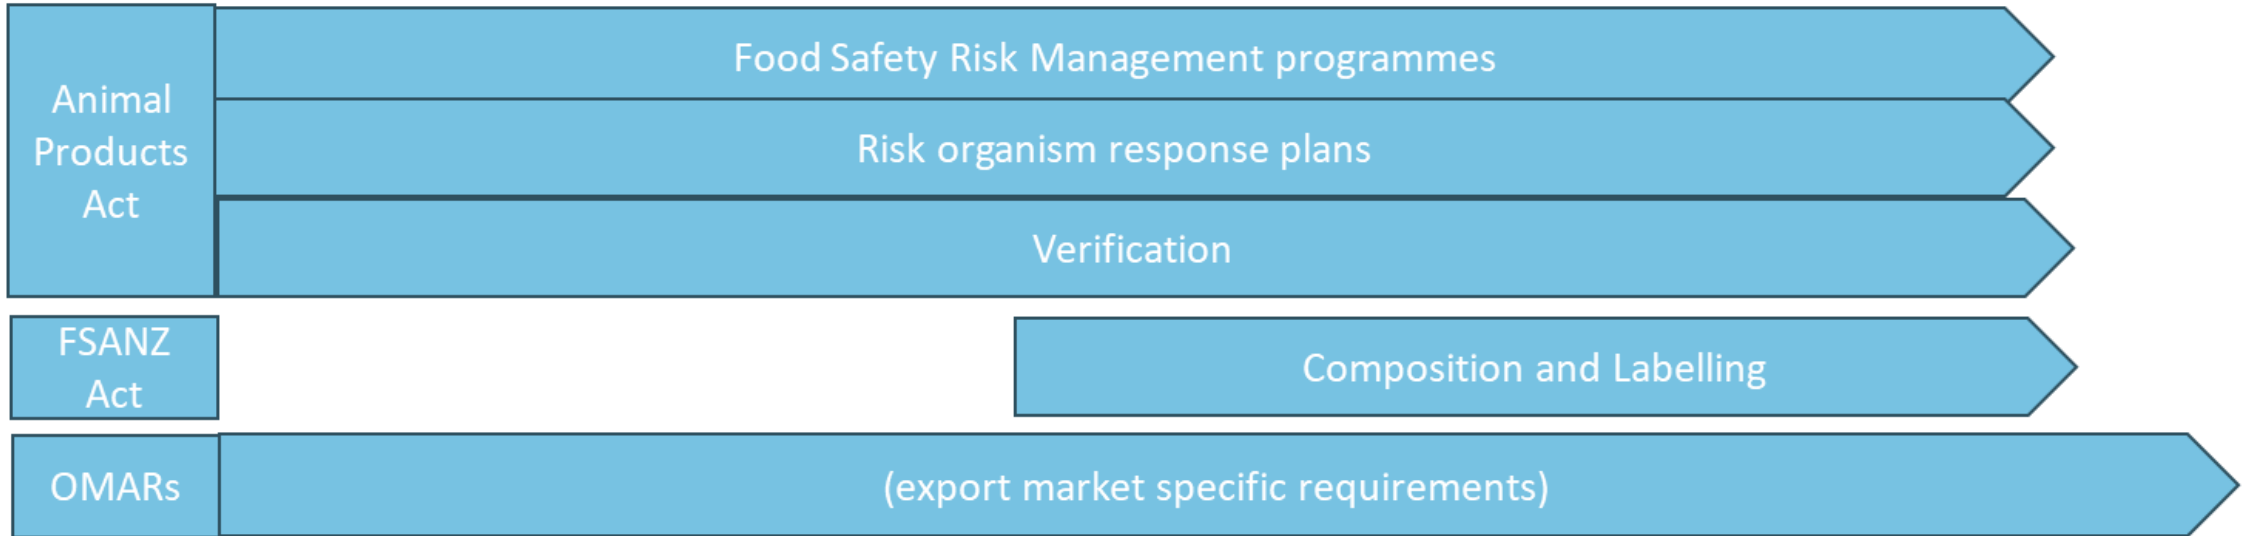 Animal
Products
Act
Food Safety Risk Management programmes
Risk organism response plans
Verification
FSANZ
Act
Composition and Labelling
OMARs
(export market specific requirements)